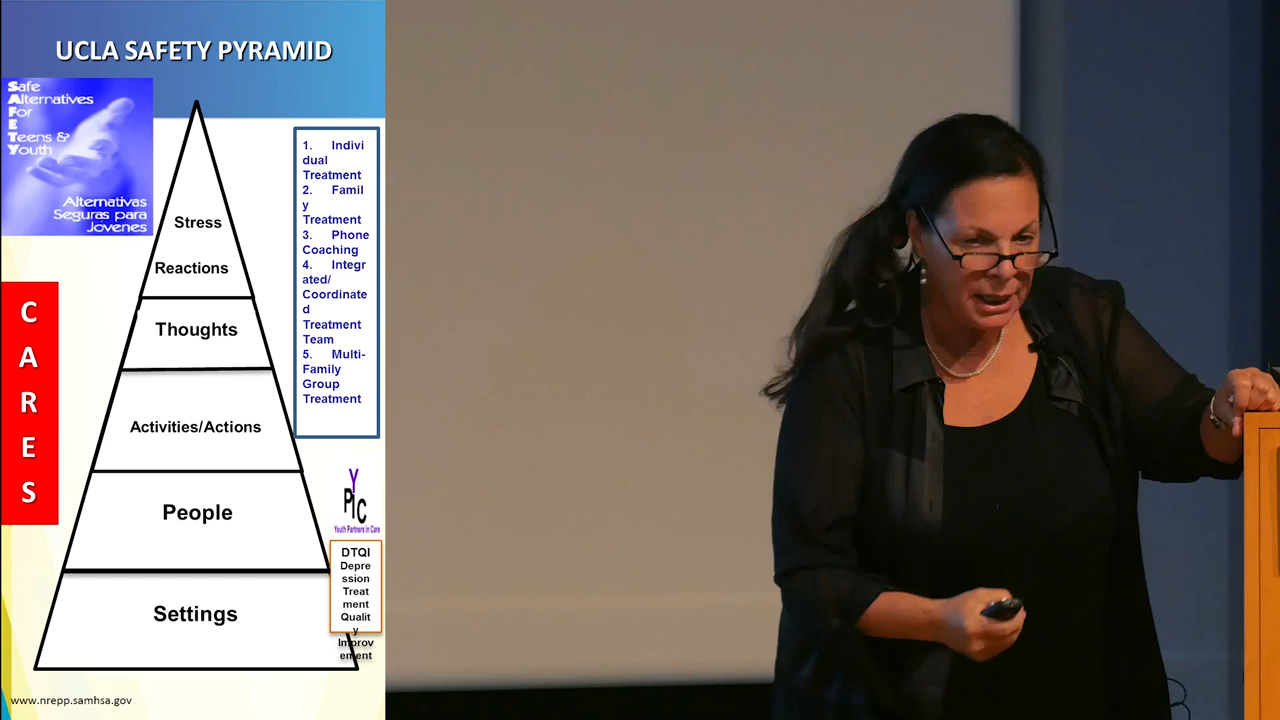 UCLA SAFETY PYRAMID
Safe
Alternatives
For
E
Teens &
Youth
Alternativas
Seguras para
Jovenes
C
A
R
E
S
Stress
Reactions
Thoughts
Activities/Actions
People
Settings
1. Indivi
dual
Treatment
2. Famil
y
Treatment
3. Phone
Coaching
4. Integr
ated/
Coordinate
d
Treatment
Team
5. Multi-
Family
Group
Treatment
Y
PIC
Youth Partners in Care
DTQI
Depre
ssion
Treat
ment
Qualit
y
Improv
ement
www.nrepp.samhsa.gov